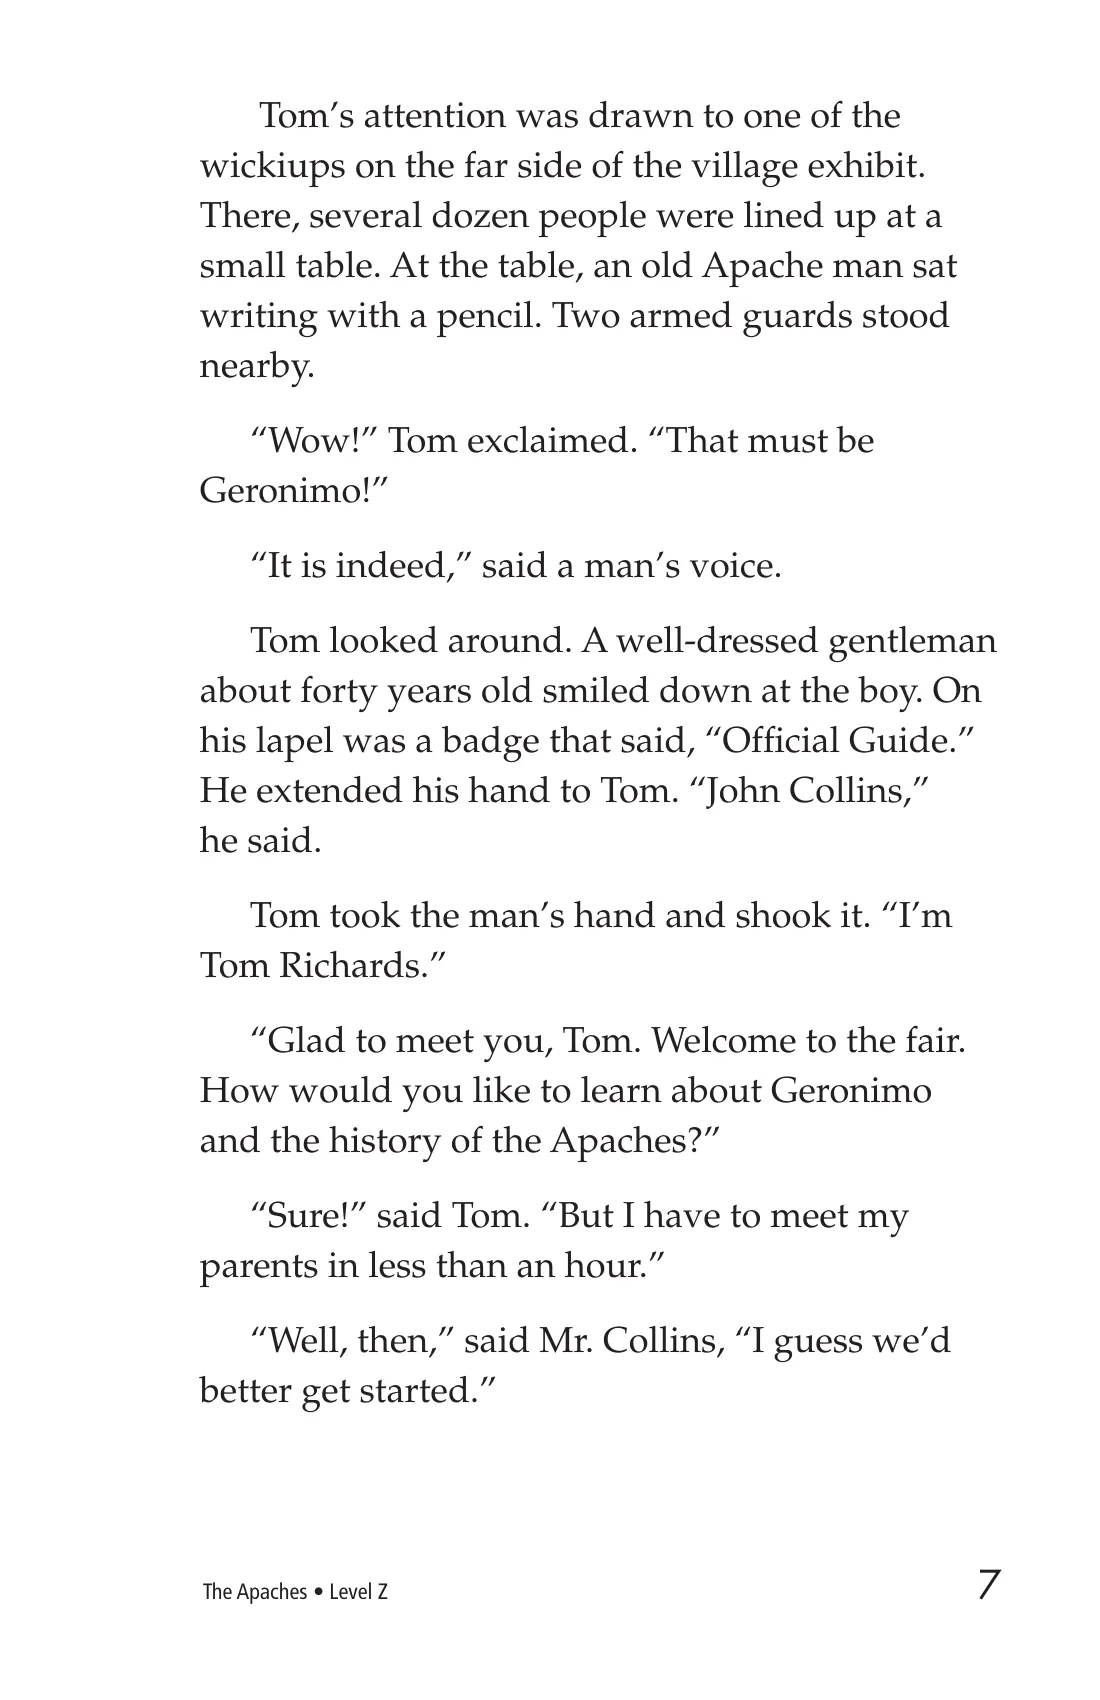 Tom’s attention was drawn to one of the
wickiups on the far side of the village exhibit.
There, several dozen people were lined up at a
small table. At the table, an old Apache man sat
writing with a pencil. Two armed guards stood
nearby.
“Wow!” Tom exclaimed. “That must be
Geronimo!”
“It is indeed,” said a man’s voice.
Tom looked around. A well-dressed gentleman
about forty years old smiled down at the boy. On
his lapel was a badge that said, “Official Guide.”
He extended his hand to Tom. “John Collins,”
he said.
Tom took the man’s hand and shook it. “I’m
Tom Richards.”
“Glad to meet you, Tom. Welcome to the fair.
How would you like to learn about Geronimo
and the history of the Apaches?”
“Sure!” said Tom. “But I have to meet my
parents in less than an hour.”
“Well, then,” said Mr. Collins, “I guess we’d
better get started.”
The Apaches • Level Z
7